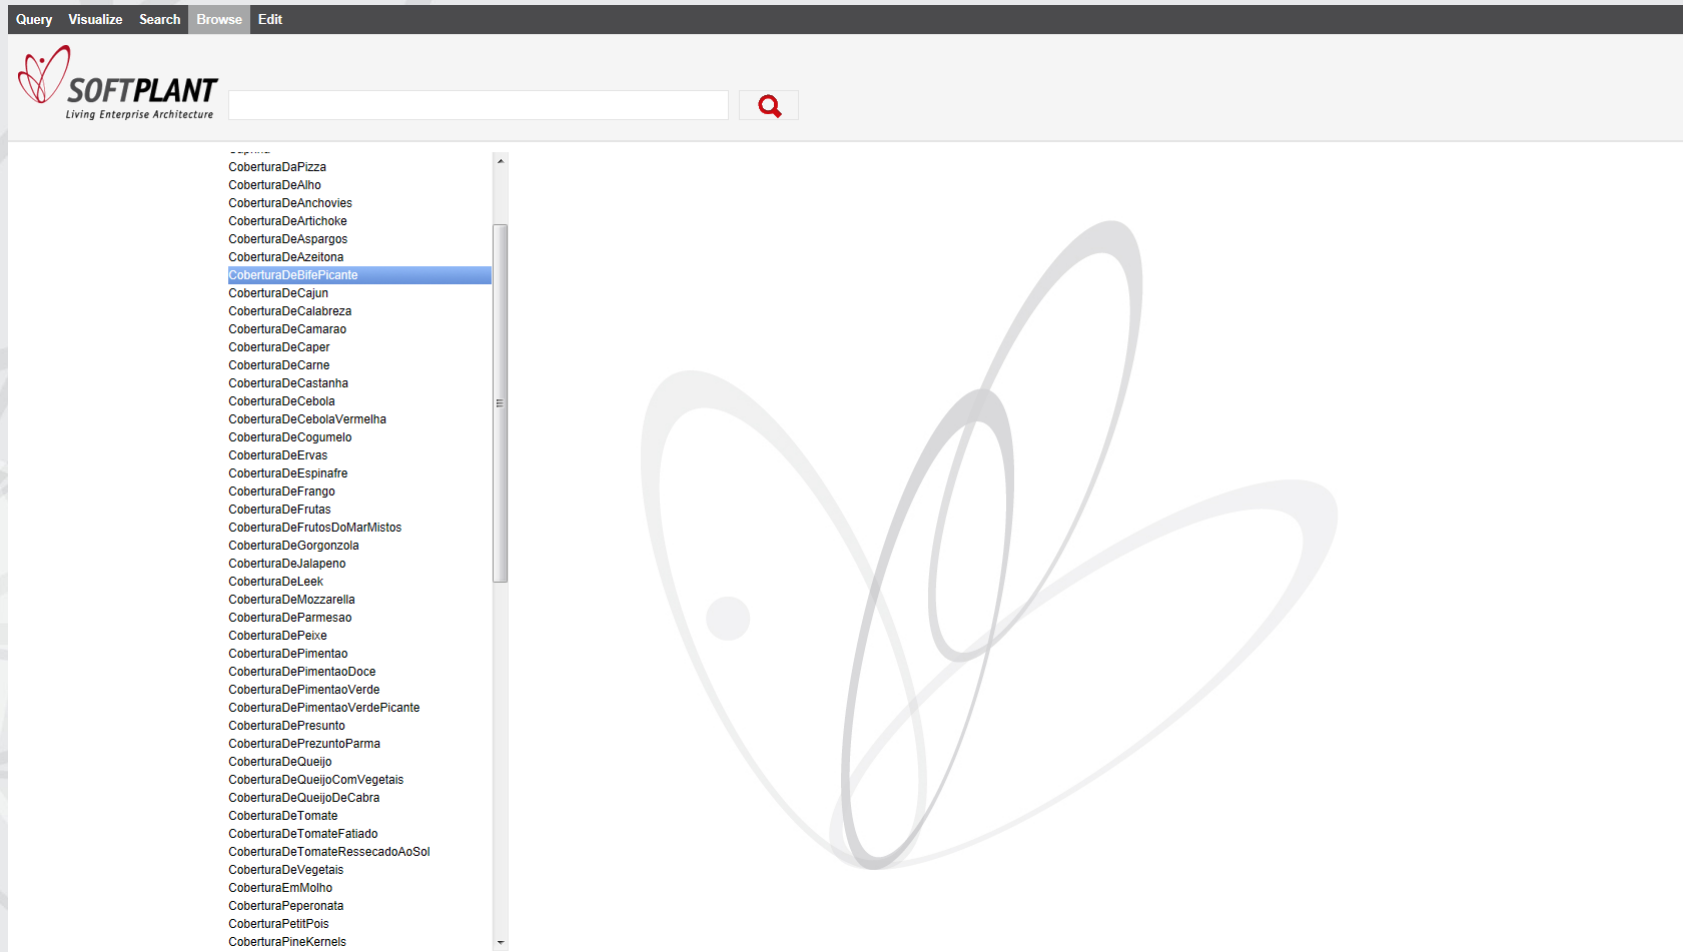 Query Visualize Search Browse Edit
SOFTPLANT
Living Enterprise Architecture
CoberturaDaPizza
CoberturaDeAlho
CoberturaDeAnchovies
CoberturaDeArtichoke
CoberturaDeAspargos
CoberturaDeAzeitona
CoberturaDeBifePicante
CoberturaDeCajun
CoberturaDeCalabreza
CoberturaDeCamarao
CoberturaDeCaper
CoberturaDeCarne
CoberturaDeCastanha
CoberturaDeCebola
CoberturaDeCebolaVermelha
CoberturaDeCogumelo
CoberturaDeErvas
CoberturaDeEspinafre
CoberturaDeFrango
CoberturaDeFrutas
CoberturaDeFrutosDoMarMistos
CoberturaDeGorgonzola
CoberturaDeJalapeno
CoberturaDeLeek
CoberturaDeMozzarella
CoberturaDeParmesao
CoberturaDePeixe
CoberturaDePimentao
CoberturaDePimentaoDoce
CoberturaDePimentaoVerde
CoberturaDePimentaoVerdePicante
CoberturaDePresunto
CoberturaDePrezuntoParma
CoberturaDeQueijo
CoberturaDeQueijoComVegetais
CoberturaDeQueijoDeCabra
CoberturaDeTomate
CoberturaDeTomateFatiado
CoberturaDeTomateRessecadoAoSol
CoberturaDeVegetais
CoberturaEmMolho
CoberturaPeperonata
CoberturaPetitPois
CoberturaPineKernels